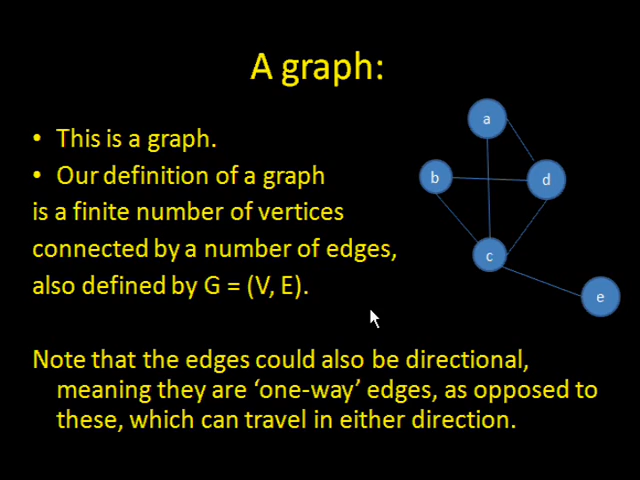 A graph:
• This is a graph.
• Our definition of a graph
is a finite number of vertices
connected by a number of edges,
also defined by G = (V, E).
Note that the edges could also be directional,
meaning they are ‘one-way’ edges, as opposed to
these, which can travel in either direction.
a
b
d
c
e